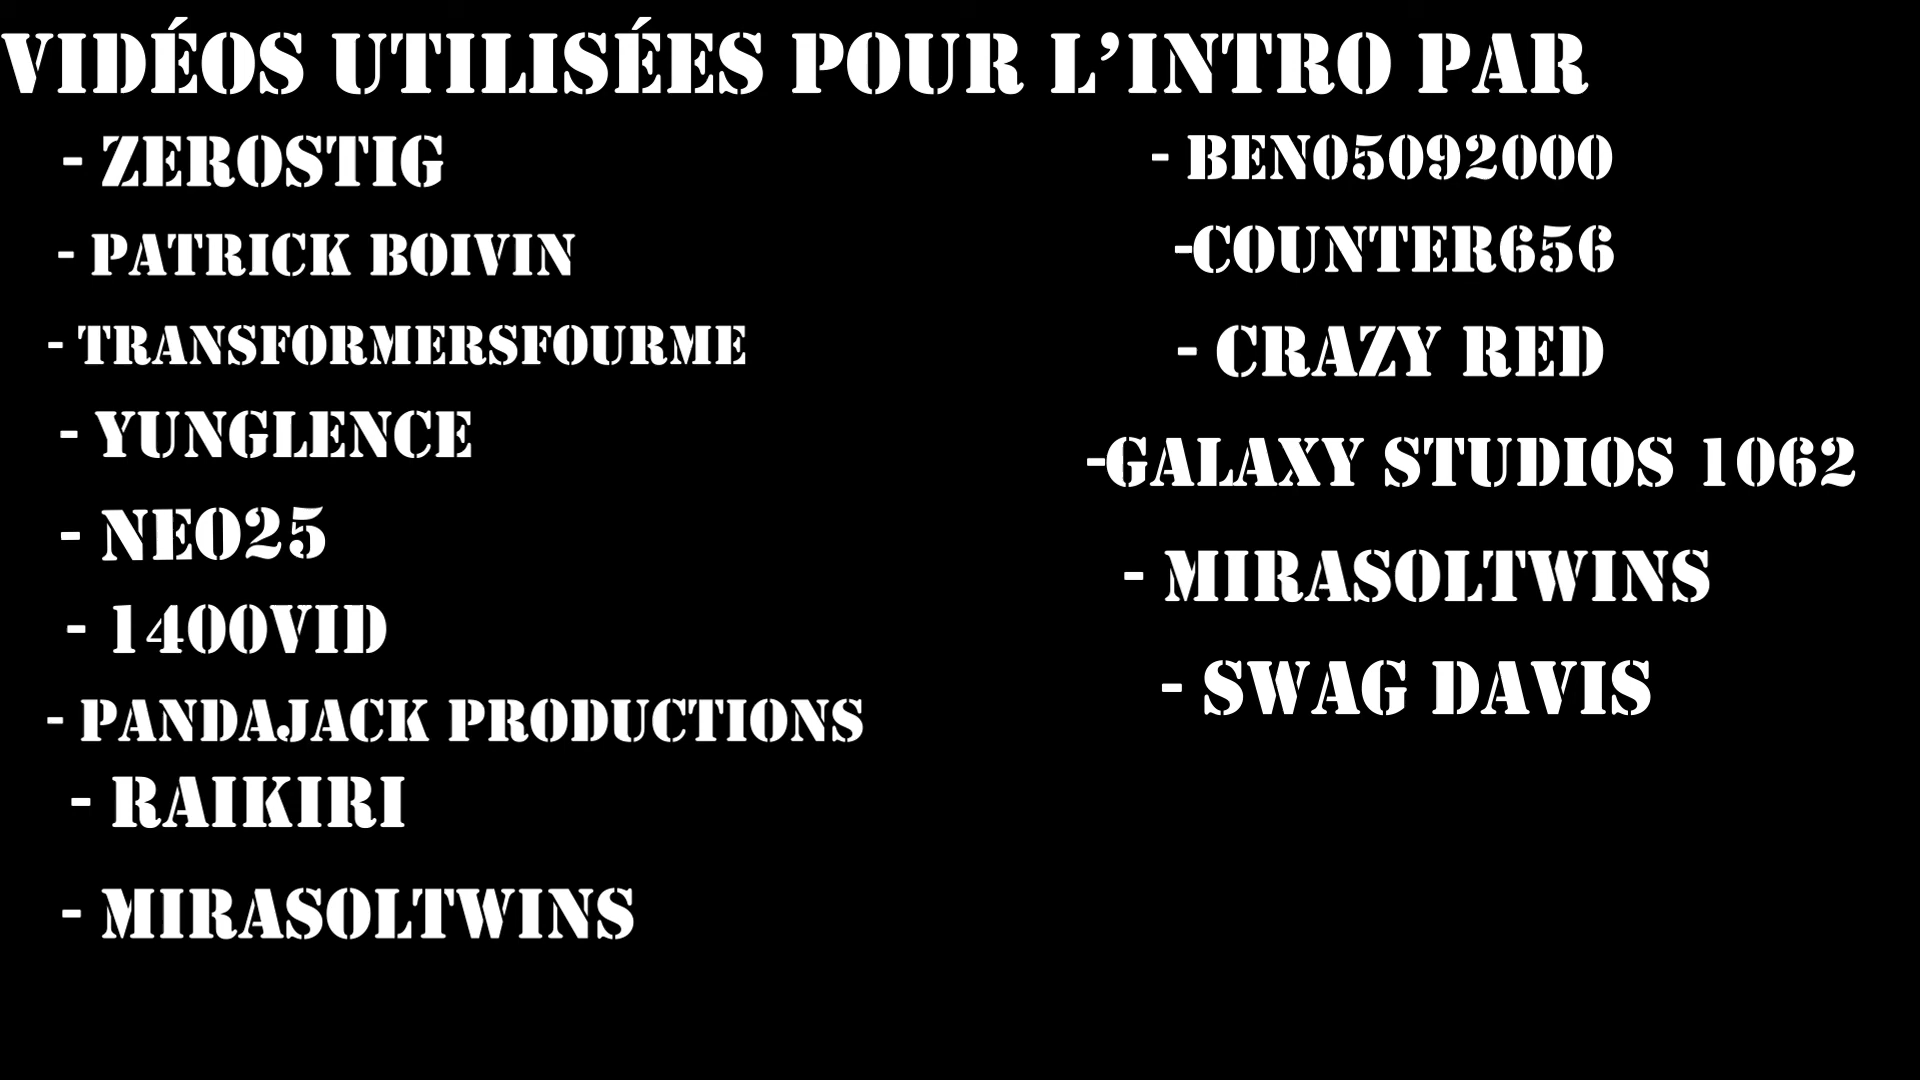 VIDÉOS UTILISÉES POUR L'INTRO PAR
- ZEROSTIG
- PATRICK BOIVIN
- TRANSFORMERSFOURME
- YUNGLENCE
- NEO25
- 1400VID
- PANDAJACK PRODUCTIONS
- RAIKIRI
- MIRASOLTWINS
- BENO5092000
-COUNTER656
- CRAZY RED
-GALAXY STUDIOS 1062
- MIRASOLTWINS
- SWAG DAVIS